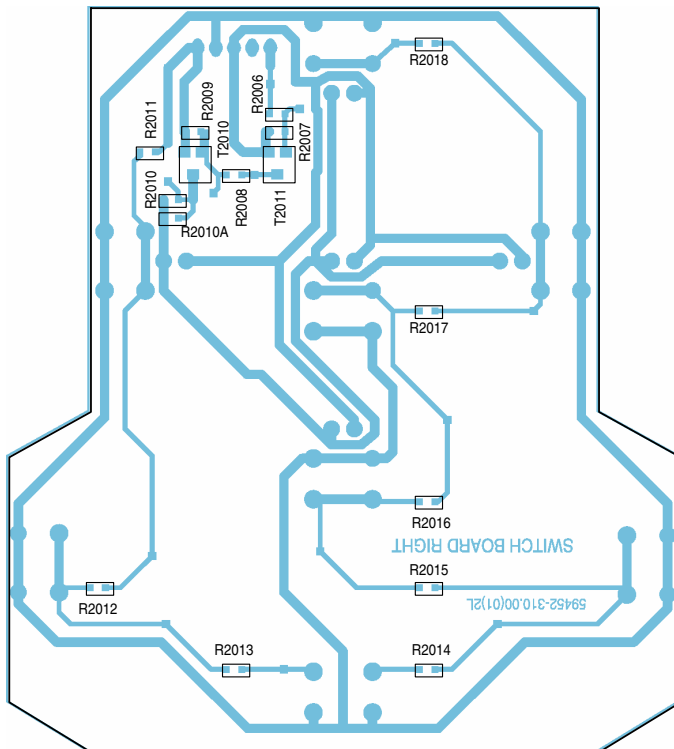 R2018
R2006
R2009
R2011
T2010
R2007
R2010
R2008
T2011
R2010A
R2017
R2016
SWITCH BOARD RIGHT
R2015
R2012
59452-310.00(01)2L
R2013
R2014